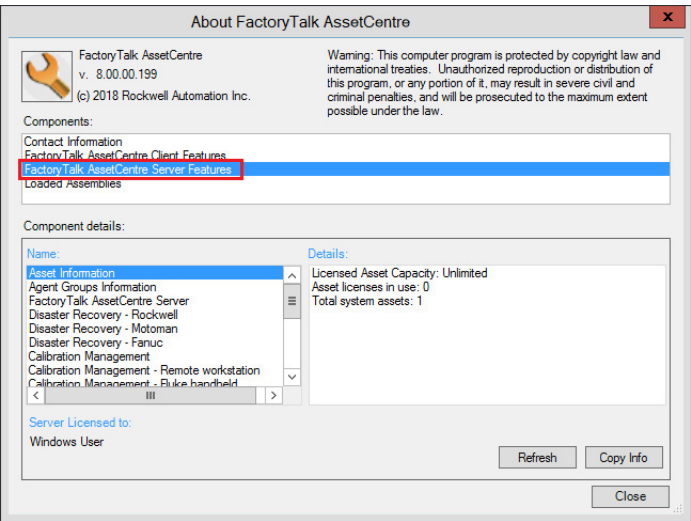 About FactoryTalk AssetCentre
x
FactoryTalk AssetCentre
v. 8.00.00.199
(c) 2018 Rockwell Automation Inc.
Warning: This computer program is protected by copyright law and
international treaties. Unauthorized reproduction or distribution of
this program, or any portion of it, may result in severe civil and
criminal penalties, and will be prosecuted to the maximum extent
possible under the law.
Components:
Contact Information
FactoryTalk AssetCentre Client Features
FactoryTalk AssetCentre Server Features
Loaded Assemblies
Component details:
Name:
Asset Information
Agent Groups Information
FactoryTalk AssetCentre Server
Disaster Recovery - Rockwell
Disaster Recovery - Motoman
Disaster Recovery - Fanuc
Calibration Management
Calibration Management - Remote workstation
Calibration Management - Fluke handheld
Details:
Licensed Asset Capacity: Unlimited
Asset licenses in use: 0
Total system assets: 1
Server Licensed to:
Windows User
Refresh
Copy Info
Close